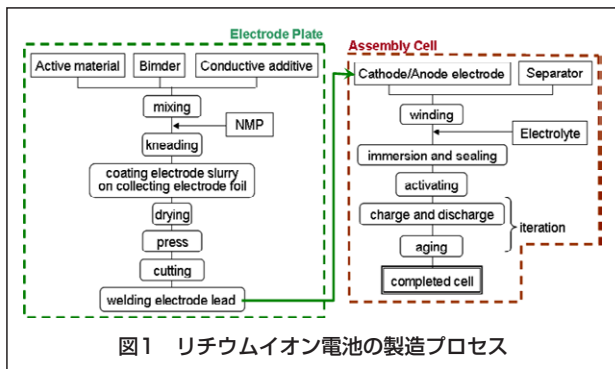 Electrode Plate
Active material
Bimder
Conductive additive
mixing
NMP
kneading
coating electrode slurry
on collecting electrode foil
drying
press
cutting
welding electrode lead
Assembly Cell
Cathode/Anode electrode
Separator
winding
Electrolyte
immersion and sealing
activating
charge and discharge
iteration
aging
completed cell
図1 リチウムイオン電池の製造プロセス